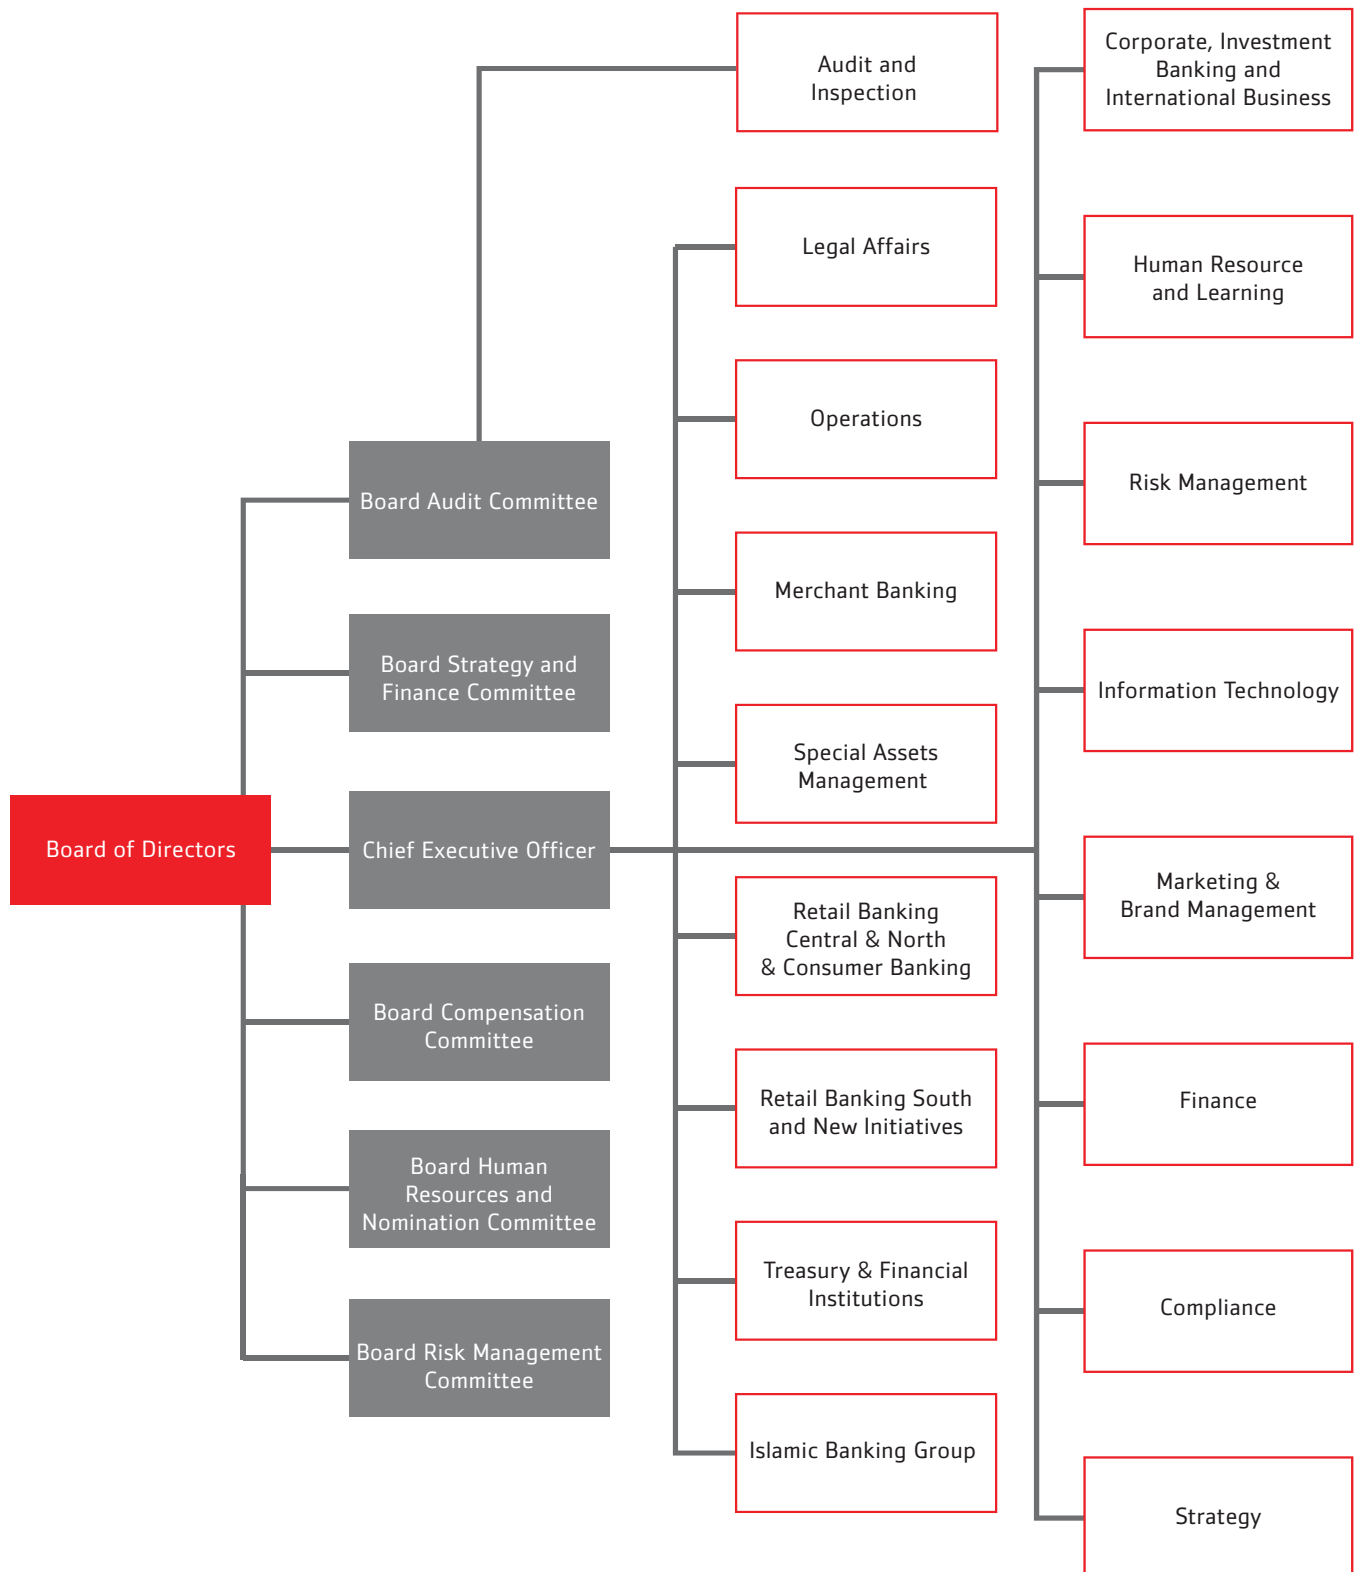 Board of Directors
Board Audit Committee
Board Strategy and
Finance Committee
Chief Executive Officer
Board Compensation
Committee
Board Human
Resources and
Nomination Committee
Board Risk Management
Committee
Audit and
Inspection
Legal Affairs
Operations
Merchant Banking
Special Assets
Management
Retail Banking
Central & North
& Consumer Banking
Retail Banking South
and New Initiatives
Treasury & Financial
Institutions
Islamic Banking Group
Corporate, Investment
Banking and
International Business
Human Resource
and Learning
Risk Management
Information Technology
Marketing &
Brand Management
Finance
Compliance
Strategy